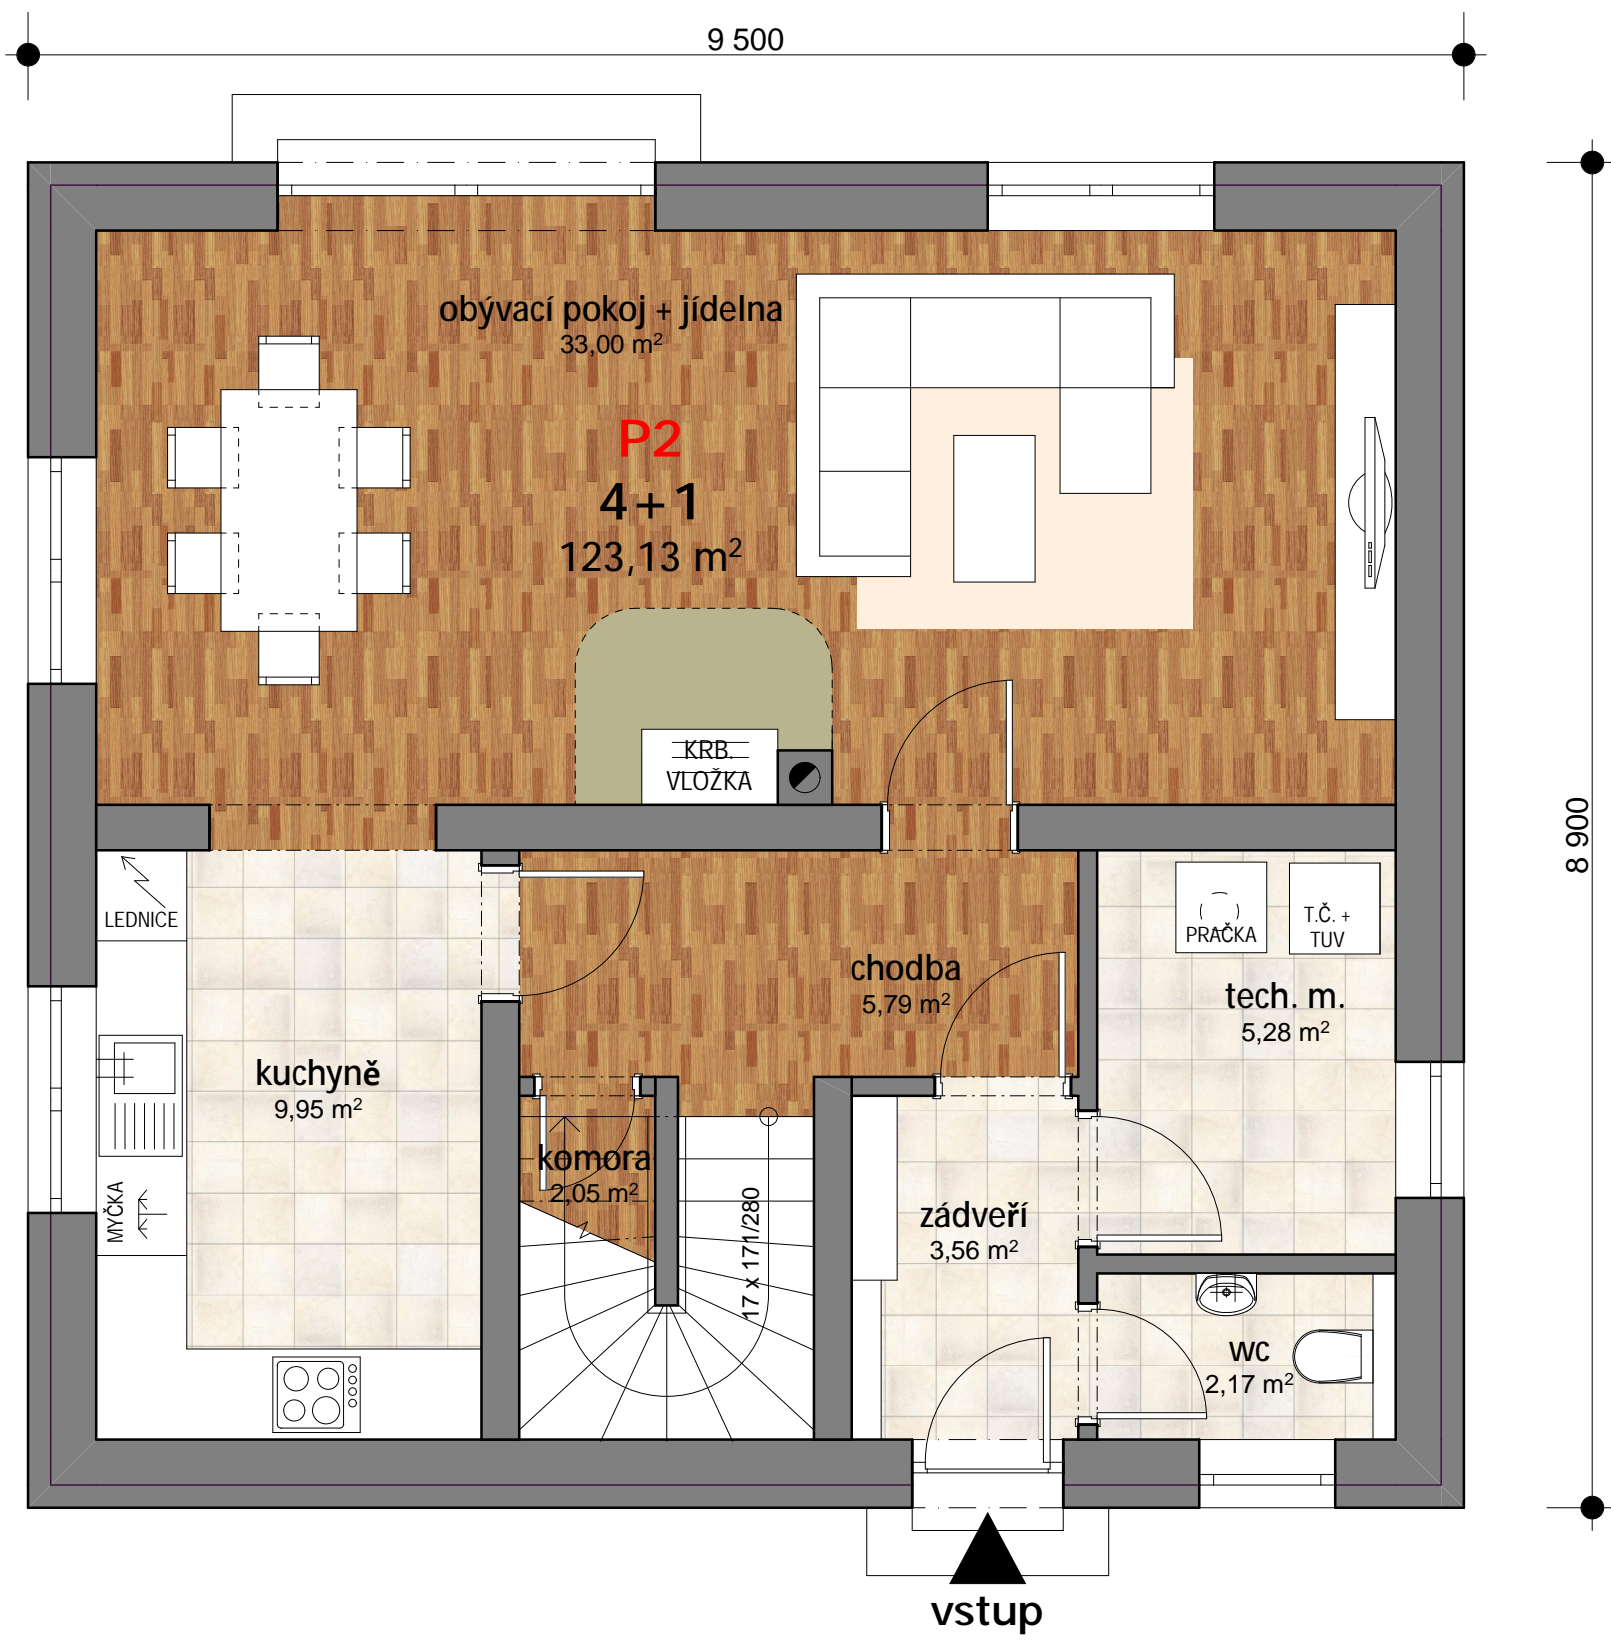 9 500
obývací pokoj + jídelna
33,00 m²
P2
4+1
123,13 m²
KRB.
VLOŽKA
8 900
LEDNICE
PRAČKA
T.Č. +
TUV
chodba
5,79 m²
tech. m.
5,28 m²
kuchyně
9,95 m²
komora
2,05 m²
MYČKA
17 x 171/280
zádveří
3,56 m²
wc
2,17 m²
vstup